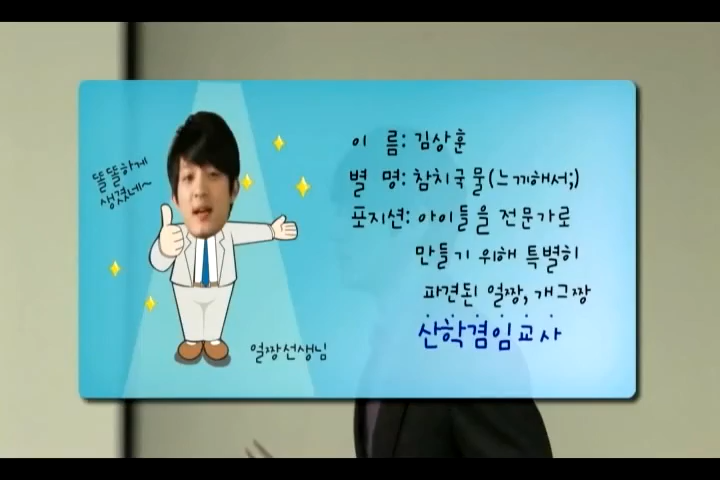 똘똘하게
생겼네~
이 름: 김상훈
별 명: 참치국물(느끼해서;)
포지션: 아이들을 전문가로
만들기 위해 특별히
파견된 얼짱, 개그짱
산학겸임교사
얼짱선생님